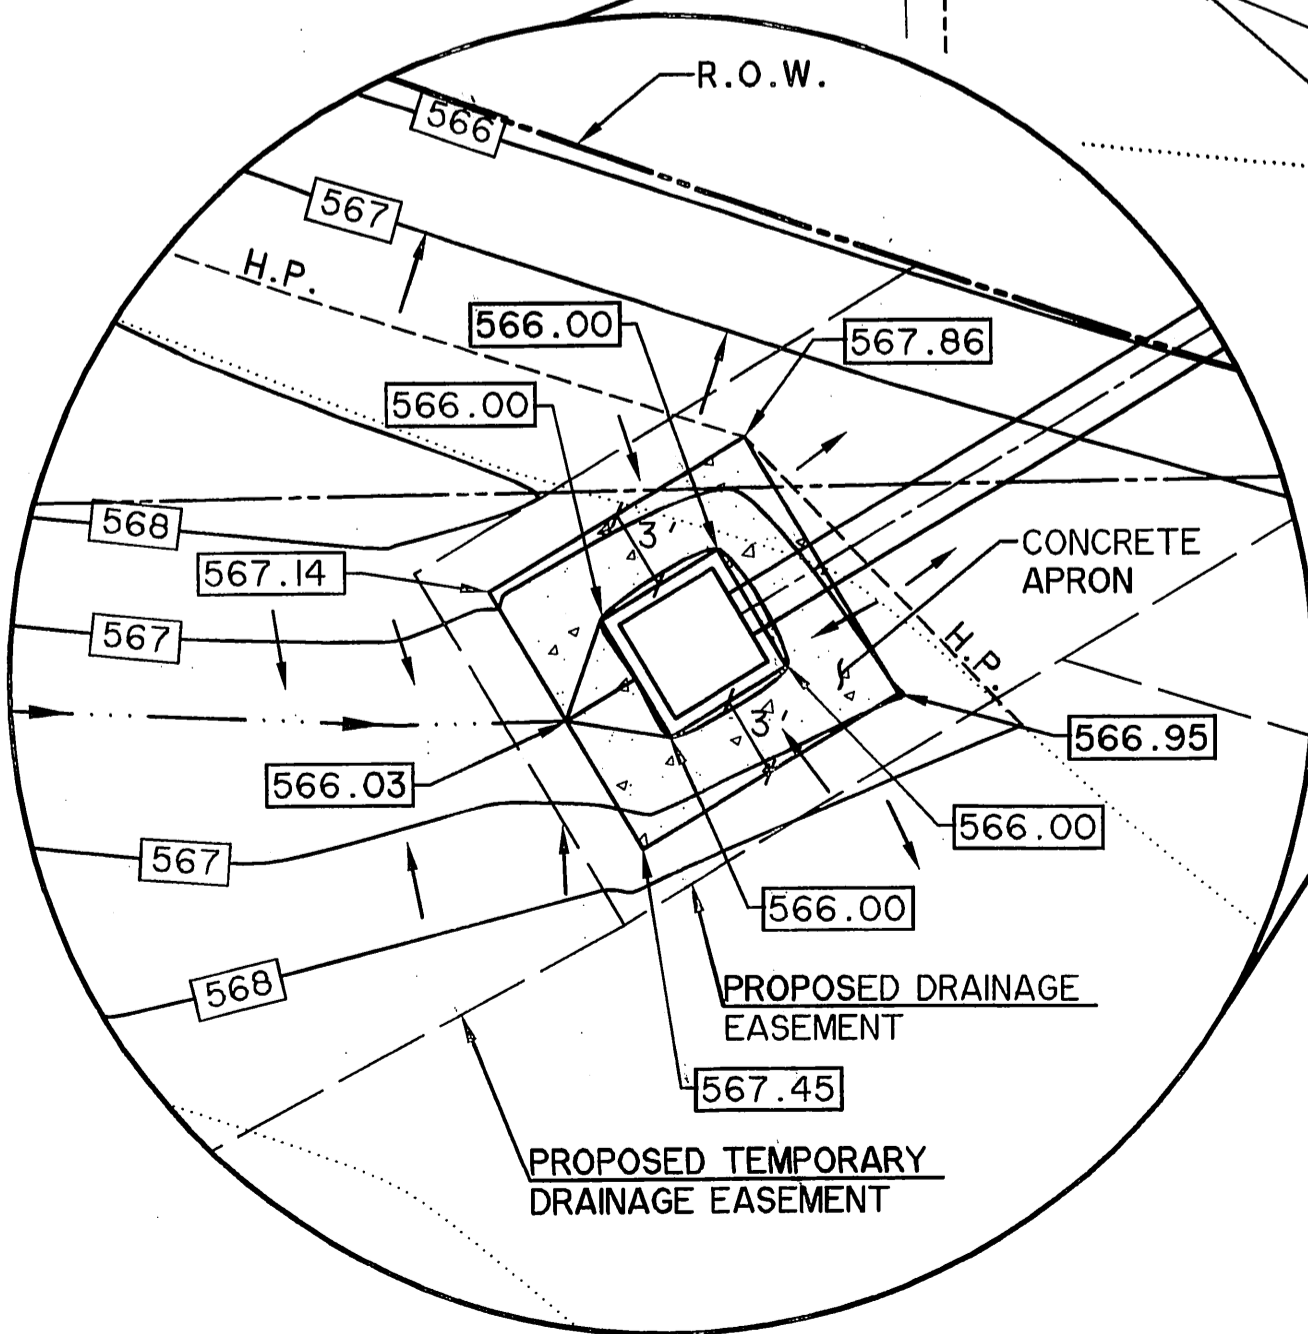 R.O.W.
566
567
H.P.
566.00
567.86
566.00
568
3'
CONCRETE
APRON
567.14
567
H.P.
3'
566.95
566.03
566.00
567
566.00
568
PROPOSED DRAINAGE
EASEMENT
567.45
PROPOSED TEMPORARY
DRAINAGE EASEMENT